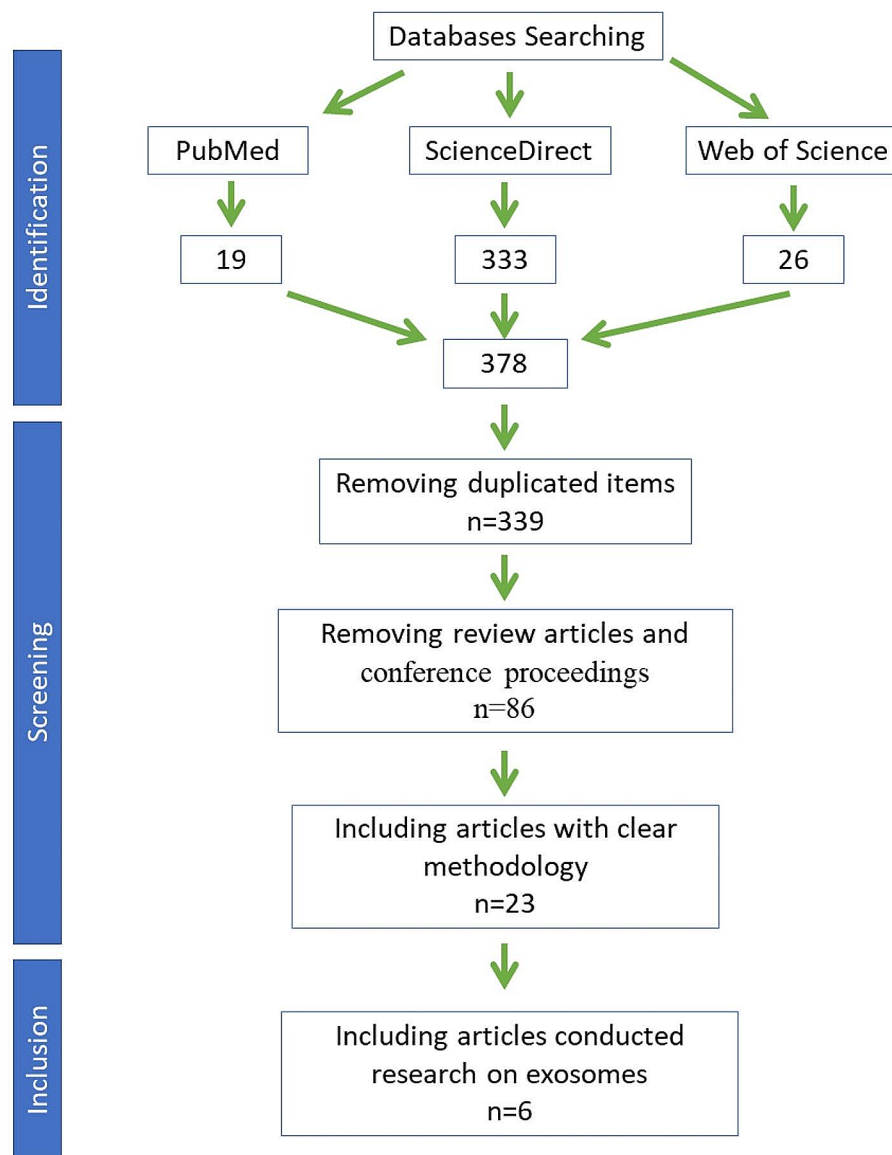 Databases Searching
Identification
PubMed
ScienceDirect
Web of Science
19
333
26
378
Screening
Removing duplicated items
n=339
Removing review articles and
conference proceedings
n=86
Including articles with clear
methodology
n=23
Inclusion
Including articles conducted
research on exosomes
n=6